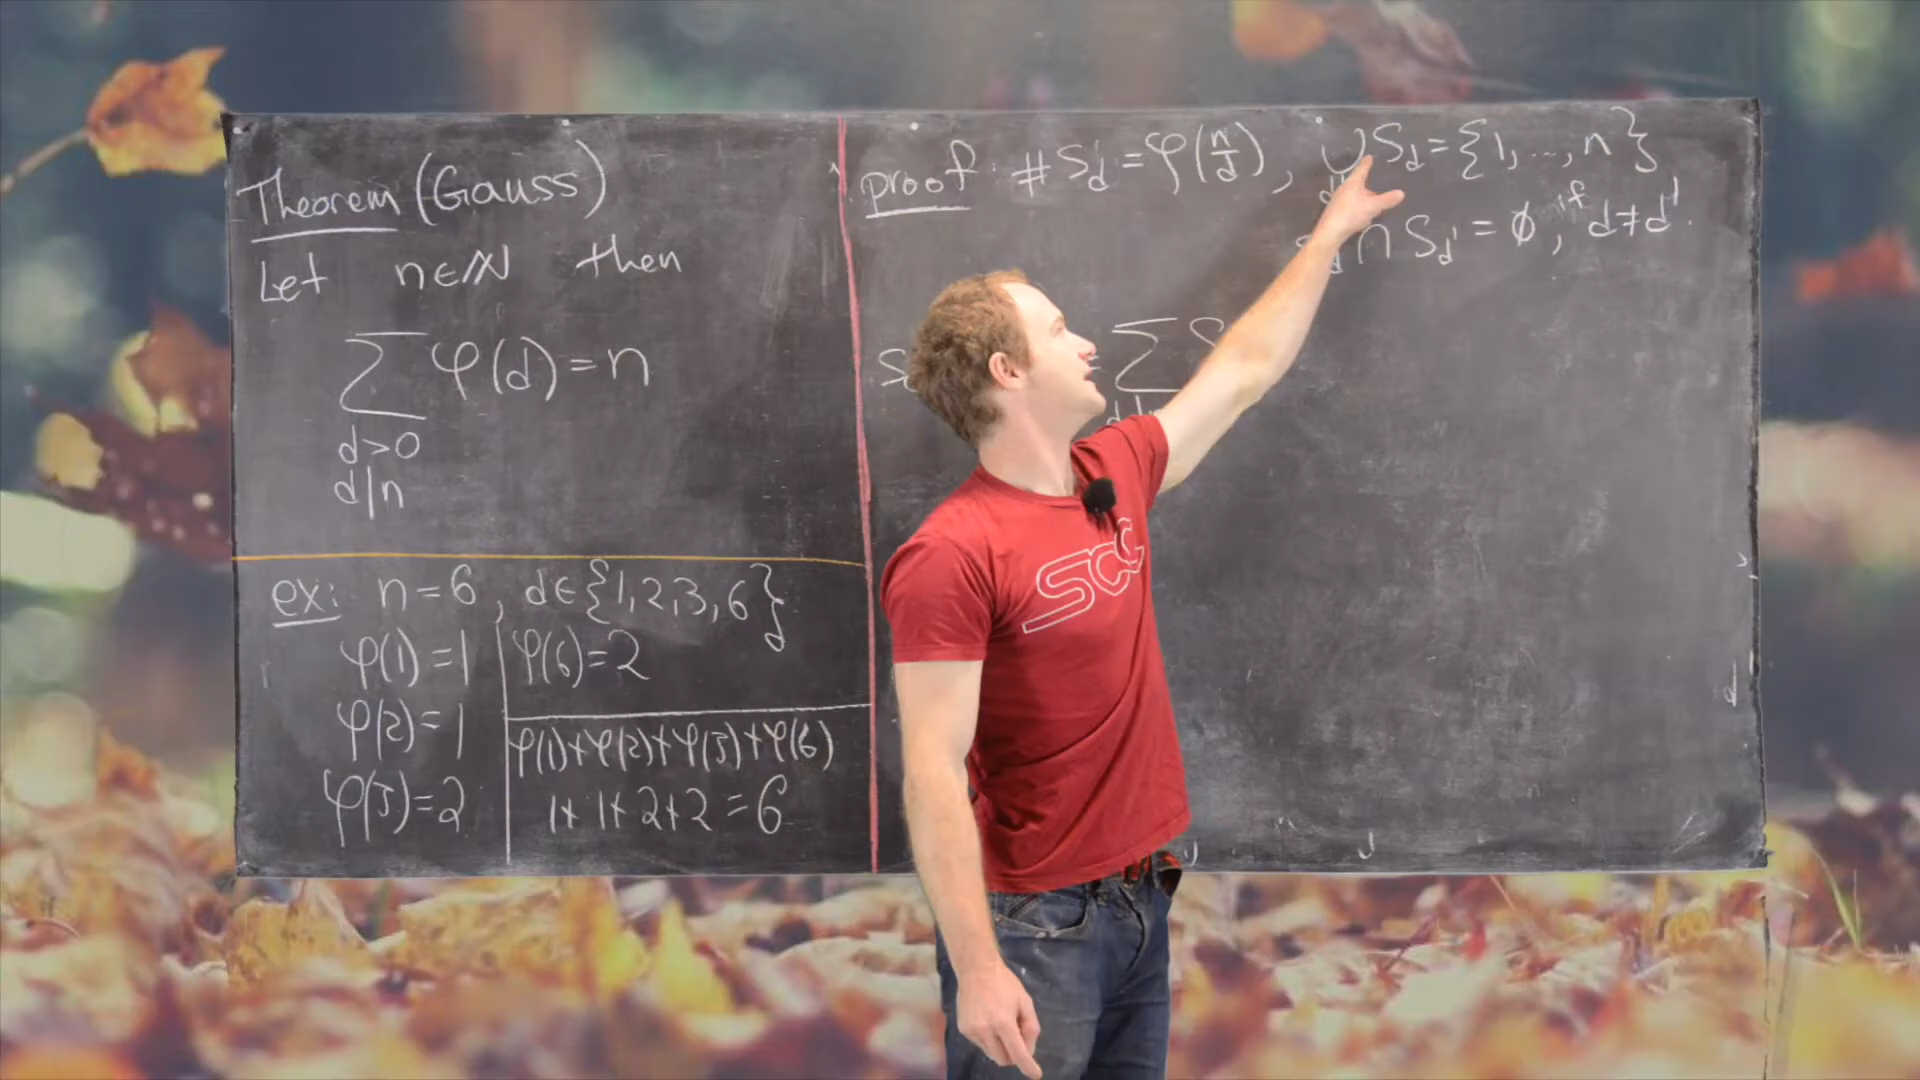 Theorem (Gauss)
Let n∈ℕ then
∑ φ(d) = n
d>0
d|n
ex: n=6, d∈{1,2,3,6}
φ(1)=1
φ(2)=1
φ(3)=2
φ(6)=2
φ(1)+φ(2)+φ(3)+φ(6)
1+1+2+2=6
proof: #S_d = φ(n/d), ∪S_d = {1,...,n}
∩ S_d' = ∅, if d≠d'.
∑
SCC